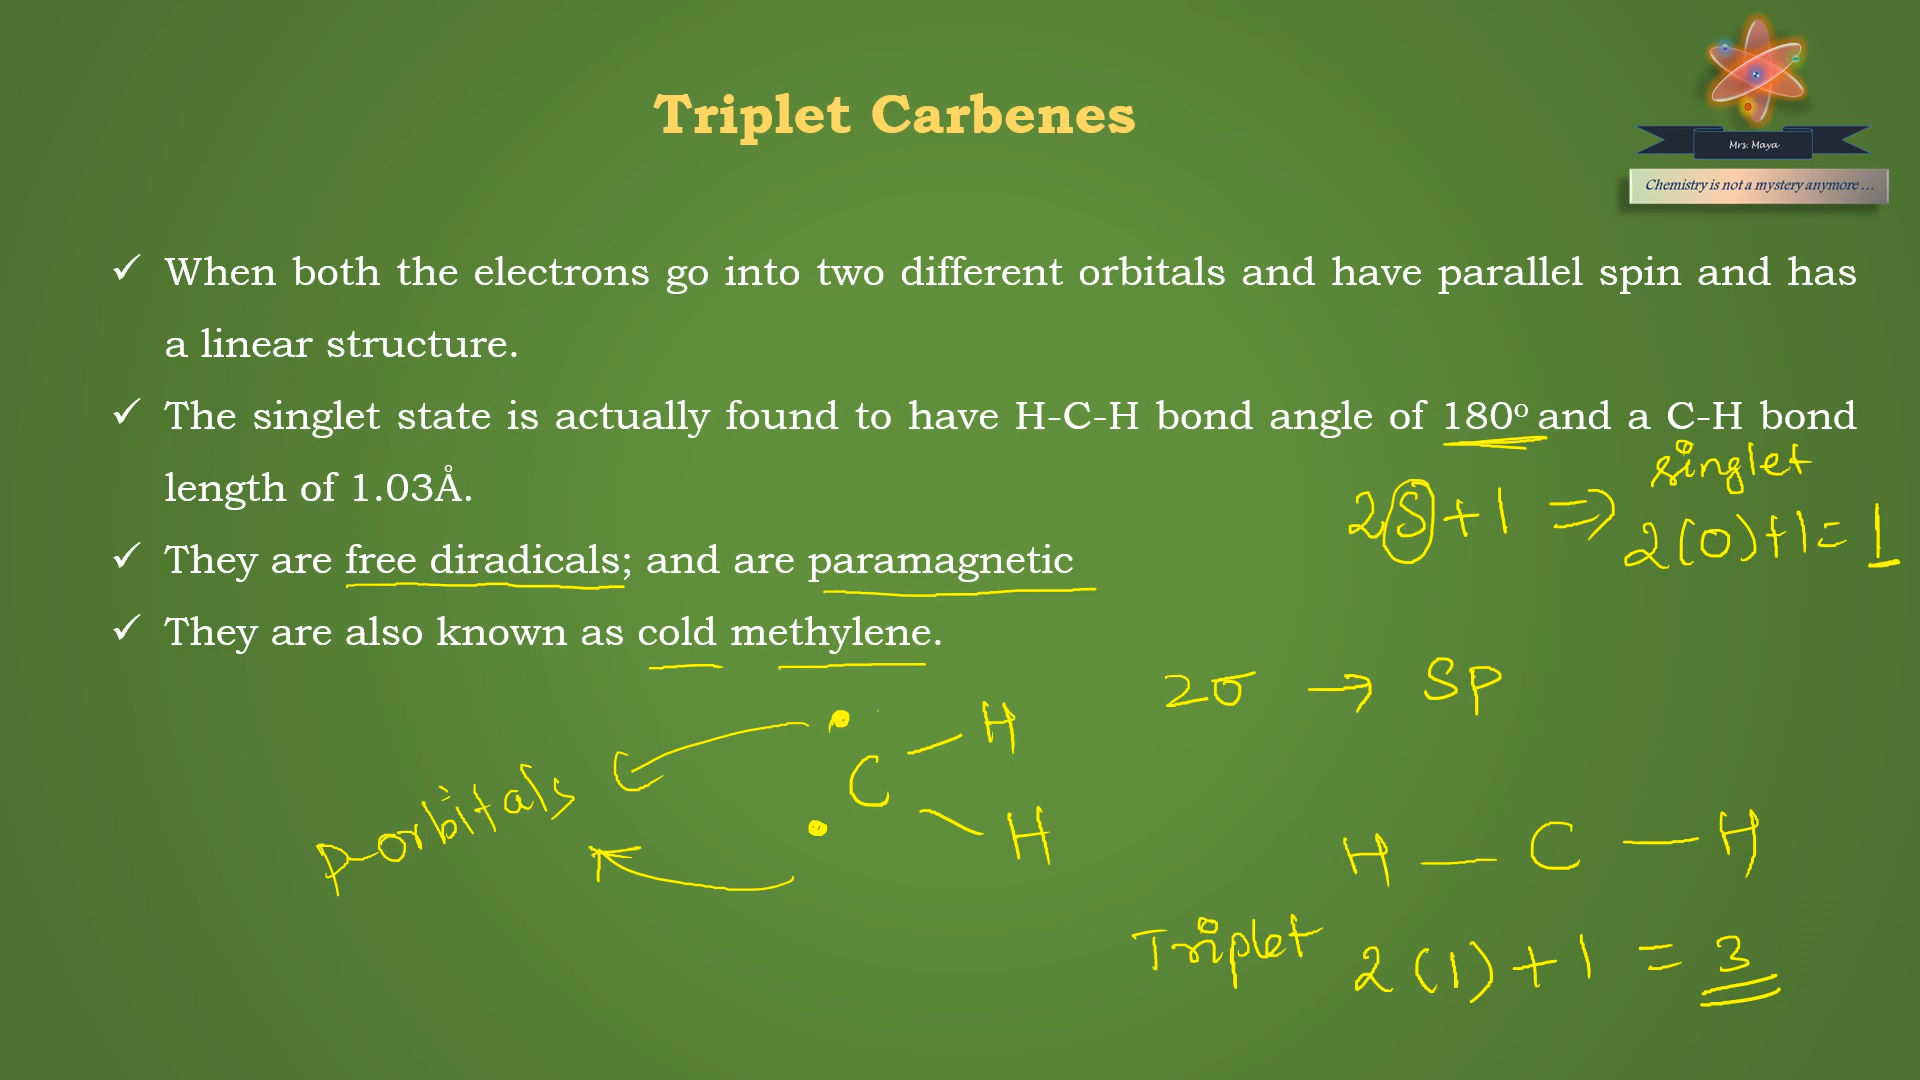 Triplet Carbenes
Mrs. Maya
Chemistry is not a mystery anymore ...
When both the electrons go into two different orbitals and have parallel spin and has
a linear structure.
The singlet state is actually found to have H-C-H bond angle of 180º and a C-H bond
length of 1.03Å.
singlet
2S+1 ⇒ 2(0)+1=1
They are free diradicals; and are paramagnetic
They are also known as cold methylene.
2σ → SP
p-orbitals
C
H
H
H — C — H
Triplet 2(1)+1 = 3